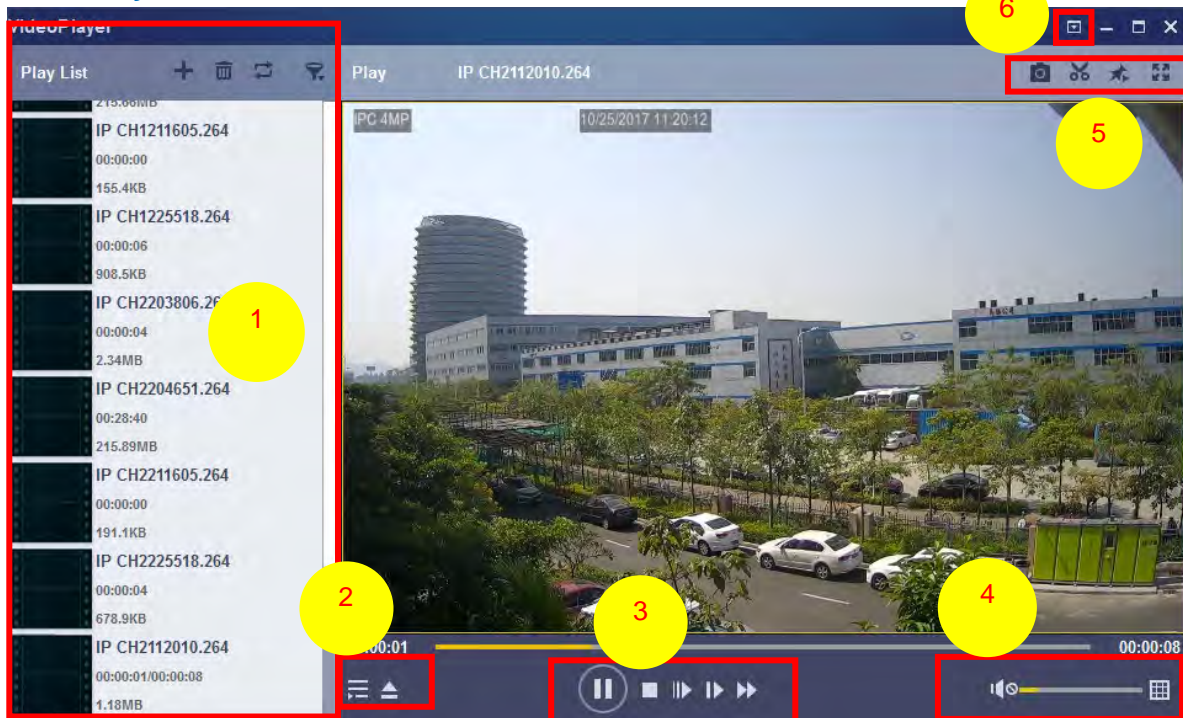 VideoPlayer
6
Play List
Play
IP CH2112010.264
5
215.66MB
IP CH1211605.264
00:00:00
155.4KB
IP CH1225518.264
00:00:06
908.5KB
IP CH2203806.26
00:00:04
2.34MB
1
IP CH2204651.264
00:28:40
215.89MB
IP CH2211605.264
00:00:00
191.1KB
IP CH2225518.264
00:00:04
678.9KB
IP CH2112010.264
00:00:01/00:00:08
1.18MB
IPC 4MP
10/25/2017 11:20:12
2
3
4
:00:01
00:00:08